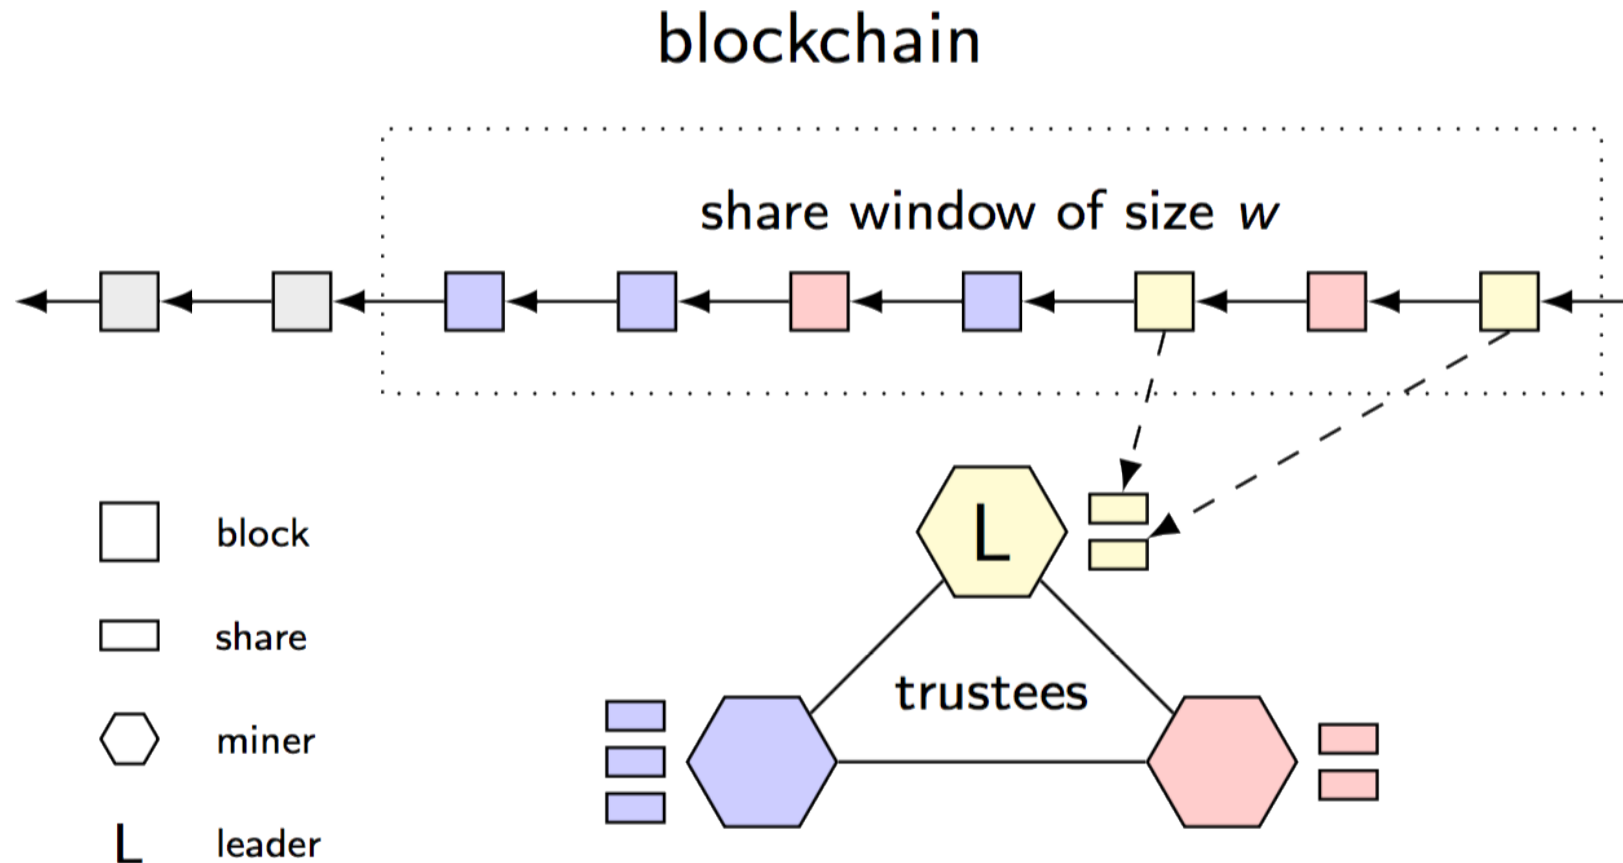 blockchain
share window of size w
L
trustees
block
share
miner
L leader